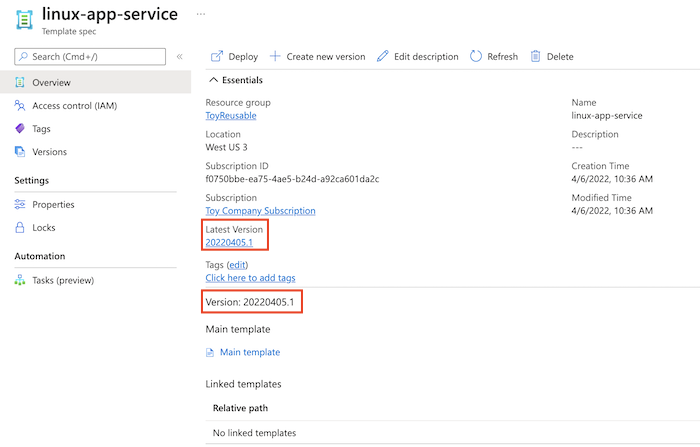 linux-app-service
...
Template spec
Search (Cmd+/)
«
Overview
Access control (IAM)
Tags
Versions
Settings
Properties
Locks
Automation
Tasks (preview)
Deploy
Create new version
Edit description
Refresh
Delete
Essentials
Resource group
ToyReusable
Location
West US 3
Subscription ID
f0750bbe-ea75-4ae5-b24d-a92ca601da2c
Subscription
Toy Company Subscription
Latest Version
20220405.1
Tags (edit)
Click here to add tags
Name
linux-app-service
Description
---
Creation Time
4/6/2022, 10:36 AM
Modified Time
4/6/2022, 10:36 AM
Version: 20220405.1
Main template
Main template
Linked templates
Relative path
No linked templates